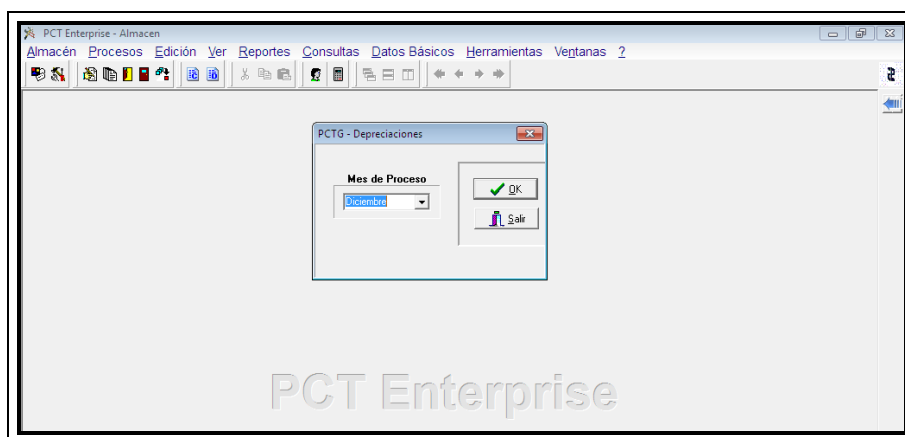 PCT Enterprise - Almacen
Almacén Procesos Edición Ver Reportes Consultas Datos Básicos Herramientas Ventanas ?
PCTG - Depreciaciones
Mes de Proceso
Diciembre
OK
Salir
PCT Enterprise